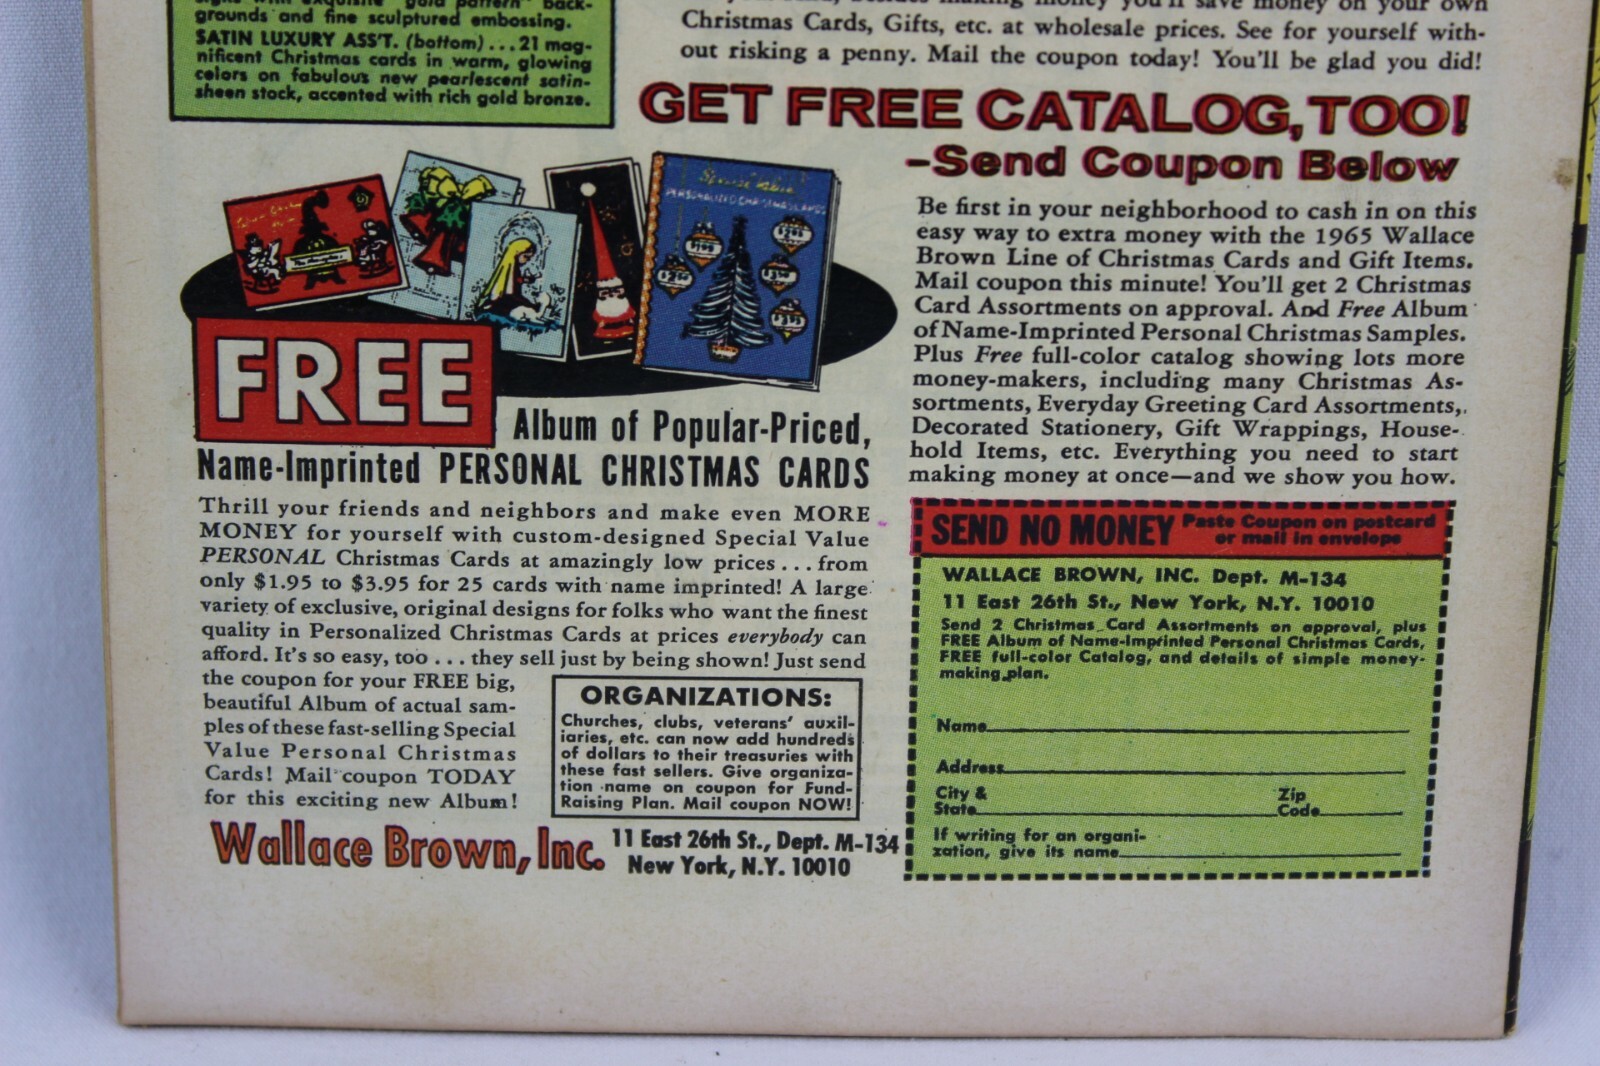 grounds and fine sculptured embossing.
SATIN LUXURY ASS'T. (bottom)...21 mag-
nificent Christmas cards in warm, glowing
colors on fabulous new pearlescent satin-
sheen stock, accented with rich gold bronze.
Christmas Cards, Gifts, etc. at wholesale prices. See for yourself with-
out risking a penny. Mail the coupon today! You'll be glad you did!
GET FREE CATALOG, TOO!
–Send Coupon Below
Special Value
PERSONALIZED CHRISTMAS CARDS
Be first in your neighborhood to cash in on this
easy way to extra money with the 1965 Wallace
Brown Line of Christmas Cards and Gift Items.
Mail coupon this minute! You'll get 2 Christmas
Card Assortments on approval. And Free Album
of Name-Imprinted Personal Christmas Samples.
Plus Free full-color catalog showing lots more
money-makers, including many Christmas As-
sortments, Everyday Greeting Card Assortments,
Decorated Stationery, Gift Wrappings, House-
hold Items, etc. Everything you need to start
making money at once—and we show you how.
FREE
Album of Popular-Priced,
Name-Imprinted PERSONAL CHRISTMAS CARDS
Thrill your friends and neighbors and make even MORE
MONEY for yourself with custom-designed Special Value
PERSONAL Christmas Cards at amazingly low prices...from
only $1.95 to $3.95 for 25 cards with name imprinted! A large
variety of exclusive, original designs for folks who want the finest
quality in Personalized Christmas Cards at prices everybody can
afford. It's so easy, too...they sell just by being shown! Just send
the coupon for your FREE big,
beautiful Album of actual sam-
ples of these fast-selling Special
Value Personal Christmas
Cards! Mail coupon TODAY
for this exciting new Album!
ORGANIZATIONS:
Churches, clubs, veterans' auxil-
iaries, etc. can now add hundreds
of dollars to their treasuries with
these fast sellers. Give organiza-
tion name on coupon for Fund-
Raising Plan. Mail coupon NOW!
Wallace Brown, Inc.
11 East 26th St., Dept. M-134
New York, N.Y. 10010
SEND NO MONEY
Paste Coupon on postcard
or mail in envelope
WALLACE BROWN, INC. Dept. M-134
11 East 26th St., New York, N.Y. 10010
Send 2 Christmas Card Assortments on approval, plus
FREE Album of Name-Imprinted Personal Christmas Cards,
FREE full-color Catalog, and details of simple money-
making plan.
Name
Address
City & State Zip Code
If writing for an organi-
zation, give its name